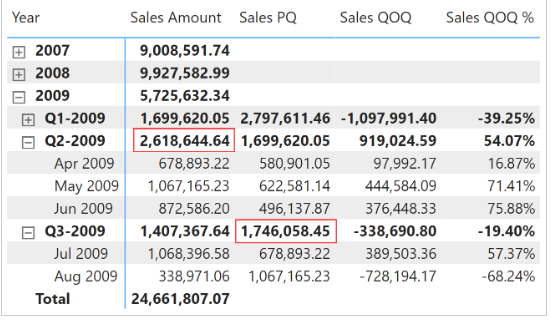 Year Sales Amount Sales PQ Sales QOQ Sales QOQ %
2007 9,008,591.74
2008 9,927,582.99
2009 5,725,632.34
Q1-2009 1,699,620.05 2,797,611.46 -1,097,991.40 -39.25%
Q2-2009 2,618,644.64 1,699,620.05 919,024.59 54.07%
Apr 2009 678,893.22 580,901.05 97,992.17 16.87%
May 2009 1,067,165.23 622,581.14 444,584.09 71.41%
Jun 2009 872,586.20 496,137.87 376,448.33 75.88%
Q3-2009 1,407,367.64 1,746,058.45 -338,690.80 -19.40%
Jul 2009 1,068,396.58 678,893.22 389,503.36 57.37%
Aug 2009 338,971.06 1,067,165.23 -728,194.17 -68.24%
Total 24,661,807.07